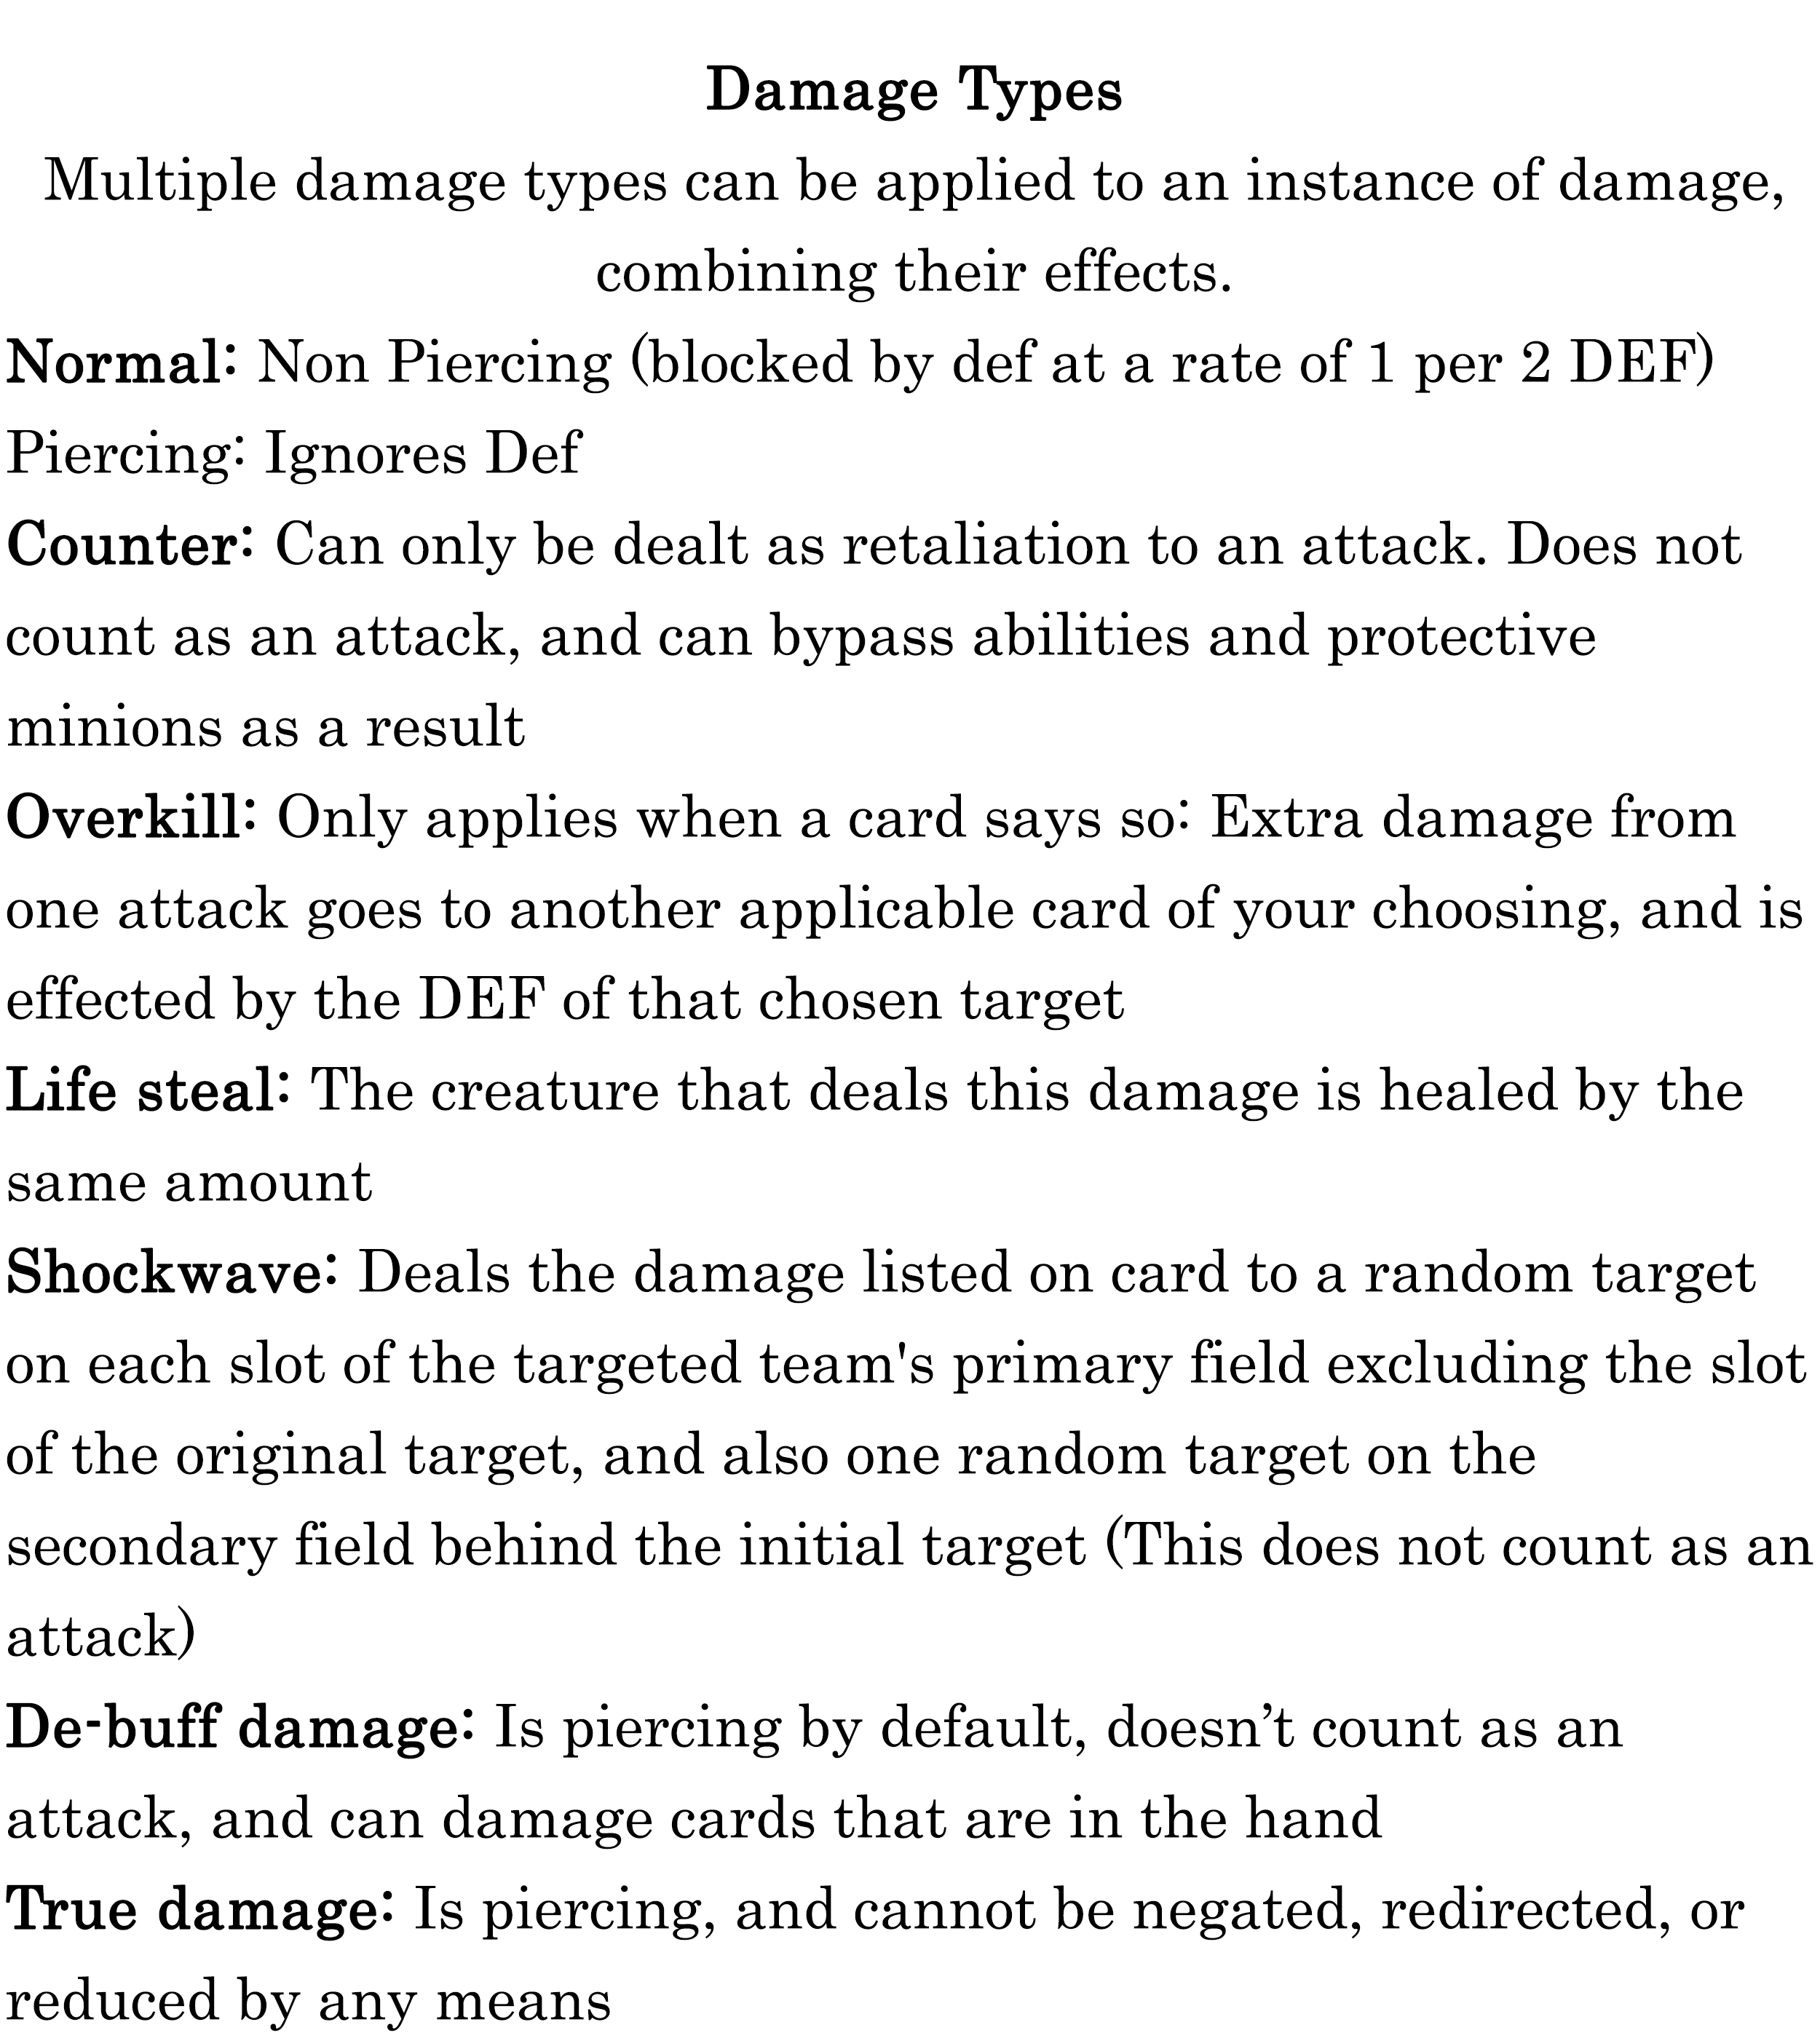 Damage Types
Multiple damage types can be applied to an instance of damage,
combining their effects.
Normal: Non Piercing (blocked by def at a rate of 1 per 2 DEF)
Piercing: Ignores Def
Counter: Can only be dealt as retaliation to an attack. Does not
count as an attack, and can bypass abilities and protective
minions as a result
Overkill: Only applies when a card says so: Extra damage from
one attack goes to another applicable card of your choosing, and is
effected by the DEF of that chosen target
Life steal: The creature that deals this damage is healed by the
same amount
Shockwave: Deals the damage listed on card to a random target
on each slot of the targeted team's primary field excluding the slot
of the original target, and also one random target on the
secondary field behind the initial target (This does not count as an
attack)
De-buff damage: Is piercing by default, doesn’t count as an
attack, and can damage cards that are in the hand
True damage: Is piercing, and cannot be negated, redirected, or
reduced by any means